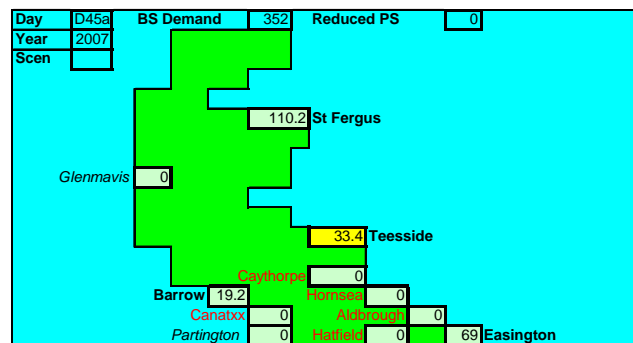 Day D45a BS Demand 352 Reduced PS 0
Year 2007
Scen
110.2 St Fergus
Glenmavis 0
33.4 Teesside
Caythorpe 0
Barrow 19.2 Hornsea 0
Canatxx 0 Aldbrough 0
Partington 0 Hatfield 0 69 Easington